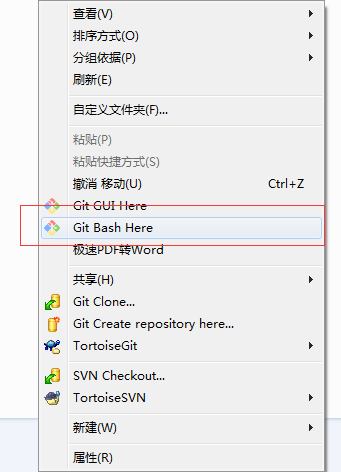 查看(V)
排序方式(O)
分组依据(P)
刷新(E)
自定义文件夹(F)...
粘贴(P)
粘贴快捷方式(S)
撤消 移动(U) Ctrl+Z
Git GUI Here
Git Bash Here
极速PDF转Word
共享(H)
Git Clone...
Git Create repository here...
TortoiseGit
SVN Checkout...
TortoiseSVN
新建(W)
属性(R)